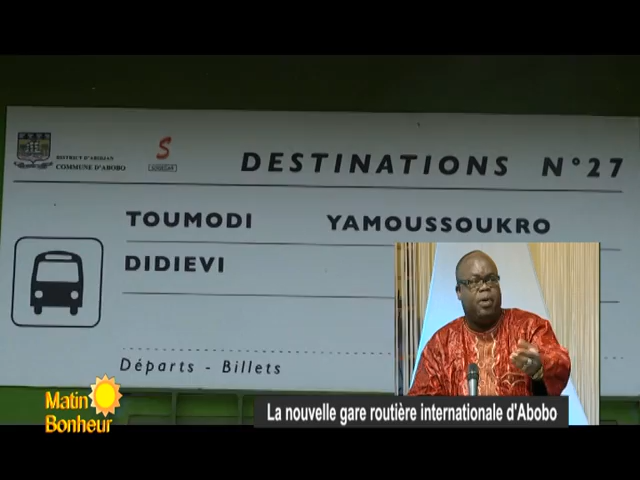 DISTRICT D'ABIDJAN
COMMUNE D'ABOBO
S
DESTINATIONS N°27
TOUMODI YAMOUSSOUKRO
DIDIEVI
Départs - Billets
Matin
Bonheur
La nouvelle gare routière internationale d'Abobo